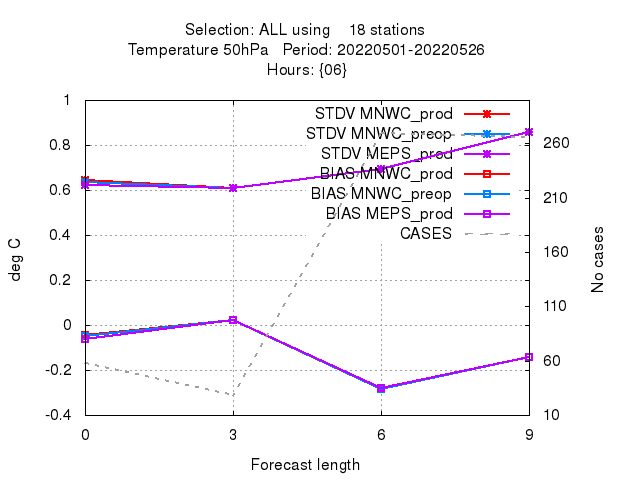 Selection: ALL using    18 stations
Temperature 50hPa   Period: 20220501-20220526
Hours: {06}
STDV MNWC_prod
STDV MNWC_preop
STDV MEPS_prod
BIAS MNWC_prod
BIAS MNWC_preop
BIAS MEPS_prod
CASES
1
0.8
0.6
0.4
0.2
0
-0.2
-0.4
deg C
260
210
160
110
60
10
No cases
0 3 6 9
Forecast length